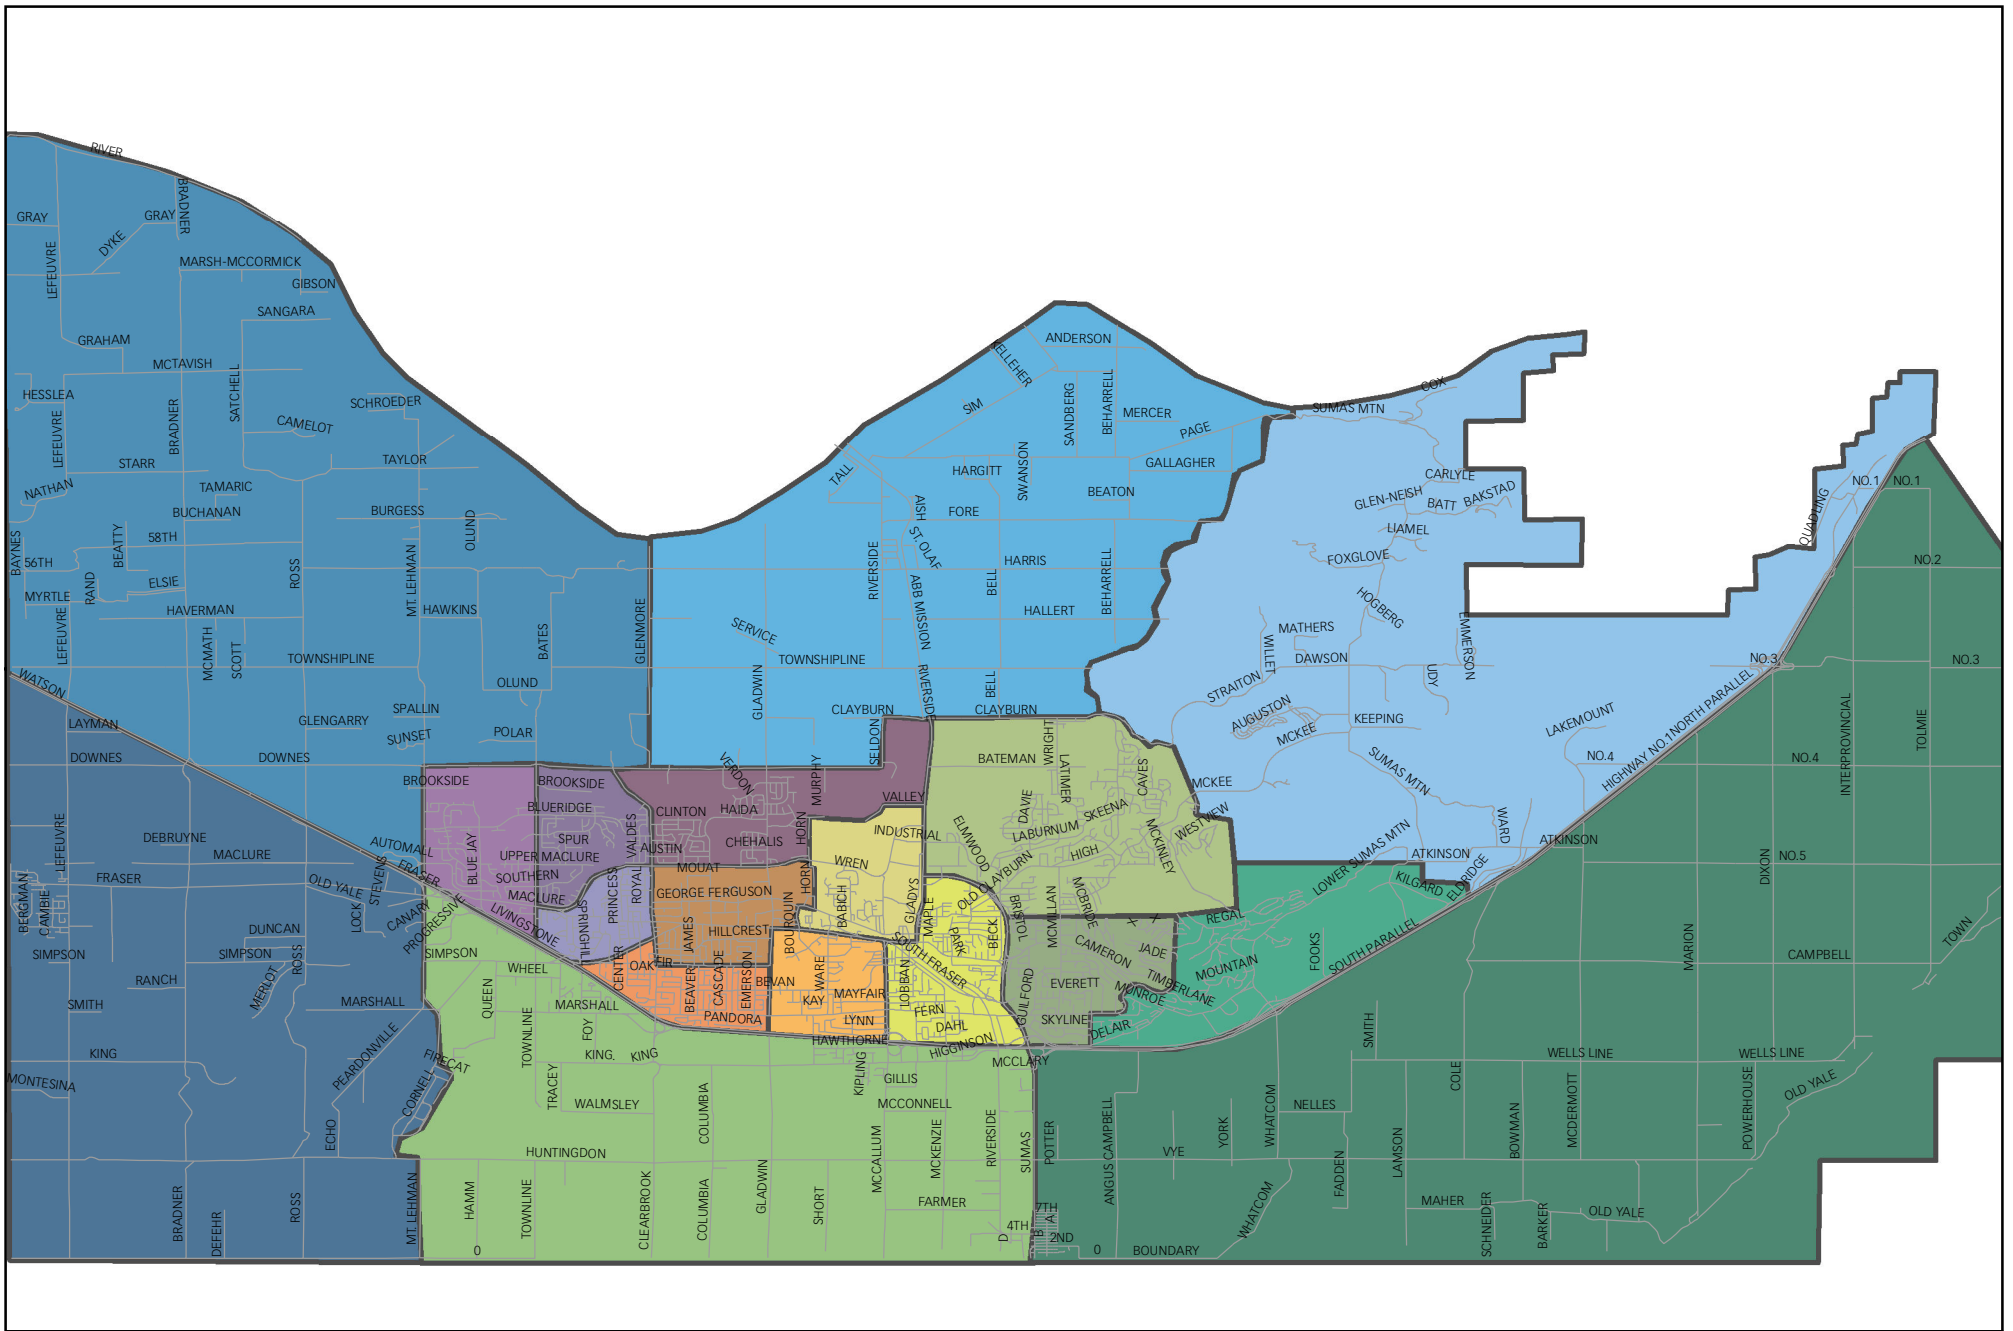 RIVER
BRADNER
GRAY
GRAY
DYKE
LEFEUVRE
MARSH-MCCORMICK
GIBSON
SANGARA
GRAHAM
MCTAVISH
SATCHELL
HESSLEA
LEFEUVRE
BRADNER
SCHROEDER
CAMELOT
STARR
TAYLOR
NATHAN
TAMARIC
BUCHANAN
BURGESS
OLUND
BAYNES
56TH
BEATTY
58TH
RAND
ELSIE
ROSS
MT. LEHMAN
MYRTLE
HAVERMAN
HAWKINS
LEFEUVRE
MCMATH
SCOTT
BATES
GLENMORE
TOWNSHIPLINE
WATSON
OLUND
LAYMAN
GLENGARRY
SPALLIN
SUNSET
POLAR
DOWNES
DOWNES
KELLEHER
ANDERSON
SIM
SANDBERG
BEHARRELL
MERCER
PAGE
TALL
HARGITT
SWANSON
GALLAGHER
BEATON
AISH
FORE
ST. OLAF
RIVERSIDE
HARRIS
BELL
BEHARRELL
ABB MISSION
HALLERT
SERVICE
TOWNSHIPLINE
GLADWIN
RIVERSIDE
BELL
CLAYBURN
CLAYBURN
SELDON
SUMAS MTN
COX
CARLYLE
GLEN-NEISH
BATT
BAKSTAD
LIAMEL
FOXGLOVE
HOGBERG
EMMERSON
MATHERS
WILLET
DAWSON
UDY
STRAITON
AUGUSTON
MCKEE
KEEPING
LAKEMOUNT
SUMAS MTN
MCKEE
NO.4
WARD
ATKINSON
ATKINSON
LOWER SUMAS MTN
QUADLING
NO.1
NO.1
NO.2
NO.3
NO.3
HIGHWAY NO.1
NORTH PARALLEL
NO.4
INTERPROVINCIAL
TOLMIE
NO.5
DIXON
MARION
CAMPBELL
TOWN
BROOKSIDE
BROOKSIDE
BLUE JAY
BLUERIDGE
SPUR
UPPER MACLURE
SOUTHERN
MACLURE
VALDES
VERDON
MURPHY
CLINTON
HAIDA
HORN
VALLEY
AUSTIN
CHEHALIS
MOUAT
GEORGE FERGUSON
HORN
BOURQUIN
JAMES
HILLCREST
PRINCESS
ROYAL
SPRINGHILL
LIVINGSTONE
CENTER
OAK
FIR
BEAVER
CASCADE
EMERSON
PANDORA
BEVAN
WARE
KAY
MAYFAIR
LYNN
HAWTHORNE
INDUSTRIAL
WREN
BABICH
GLADYS
MAPLE
PARK
BECK
SOUTH FRASER
LOBBAN
FERN
DAHL
HIGGINSON
BATEMAN
WRIGHT
LATIMER
CAVES
DAVIE
SKEENA
LABURNUM
ELMWOOD
HIGH
MCKINLEY
WESTVIEW
OLD CLAYBURN
BRISTOL
MCMILLAN
MCBRIDE
X
X
CAMERON
JADE
EVERETT
TIMBERLANE
MUNROE
GUILFORD
SKYLINE
DELAIR
REGAL
MOUNTAIN
FOOKS
SOUTH PARALLEL
KILGARD
ELDRIDGE
LEFEUVRE
DEBRUYNE
MACLURE
AUTOMALL
FRASER
FRASER
BERGMAN
CAMBIE
OLD YALE
STEVENS
LOCK
CANARY
PROGRESSIVE
DUNCAN
SIMPSON
SIMPSON
SIMPSON
ROSS
MERLOT
RANCH
SMITH
MARSHALL
KING
MONTESINA
PEARDONVILLE
FIRECAT
CORNELL
ECHO
BRADNER
DEFEHR
ROSS
MT. LEHMAN
WHEEL
QUEEN
MARSHALL
TOWNLINE
FOY
KING.
KING
TRACEY
WALMSLEY
COLUMBIA
KIPLING
GILLIS
MCCLARY
MCCONNELL
HUNTINGDON
MCCALLUM
MCKENZIE
RIVERSIDE
SUMAS
HAMM
TOWNLINE
CLEARBROOK
COLUMBIA
GLADWIN
SHORT
FARMER
D
4TH
0
7TH
A
B
2ND
0
BOUNDARY
POTTER
ANGUS CAMPBELL
VYE
YORK
WHATCOM
NELLES
SMITH
WHATCOM
FADDEN
LAMSON
COLE
WELLS LINE
WELLS LINE
BOWMAN
MCDERMOTT
POWERHOUSE
OLD YALE
MAHER
SCHNEIDER
BARKER
OLD YALE